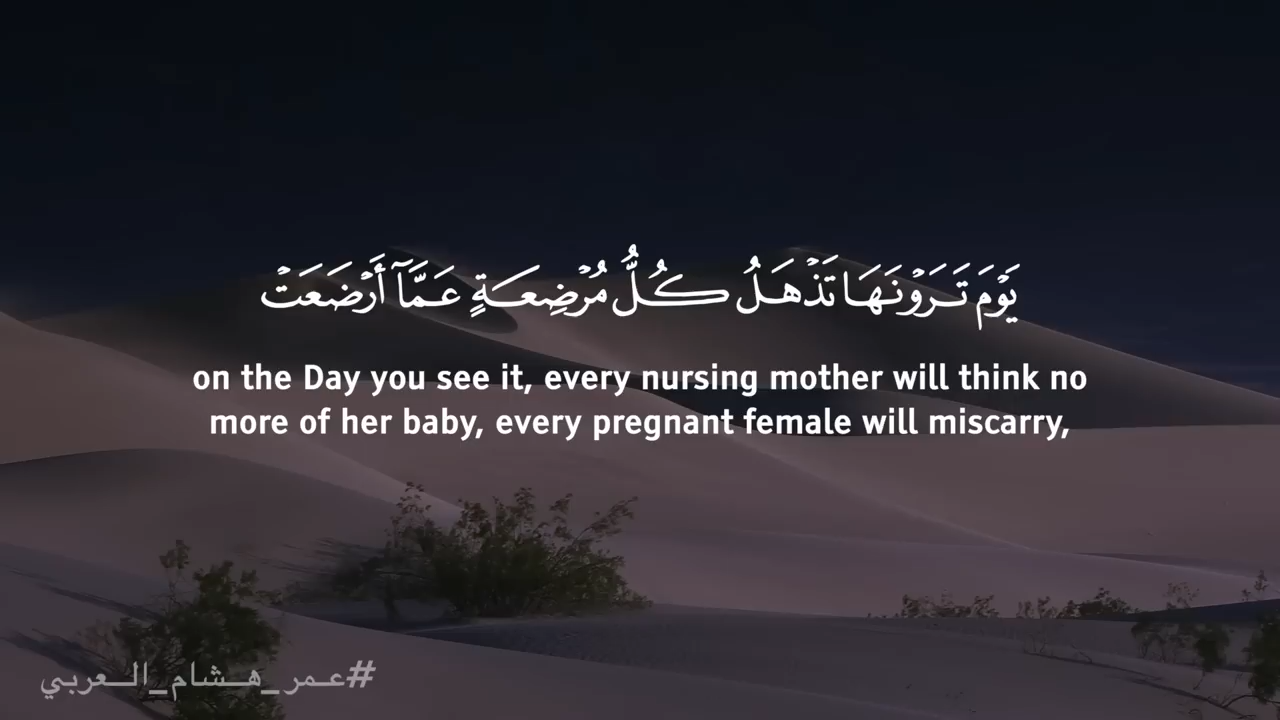 يَوْمَ تَرَوْنَهَا تَذْهَلُ كُلُّ مُرْضِعَةٍ عَمَّآ أَرْضَعَتْ
on the Day you see it, every nursing mother will think no
more of her baby, every pregnant female will miscarry,
#عـمر_هـشام_الـعربي